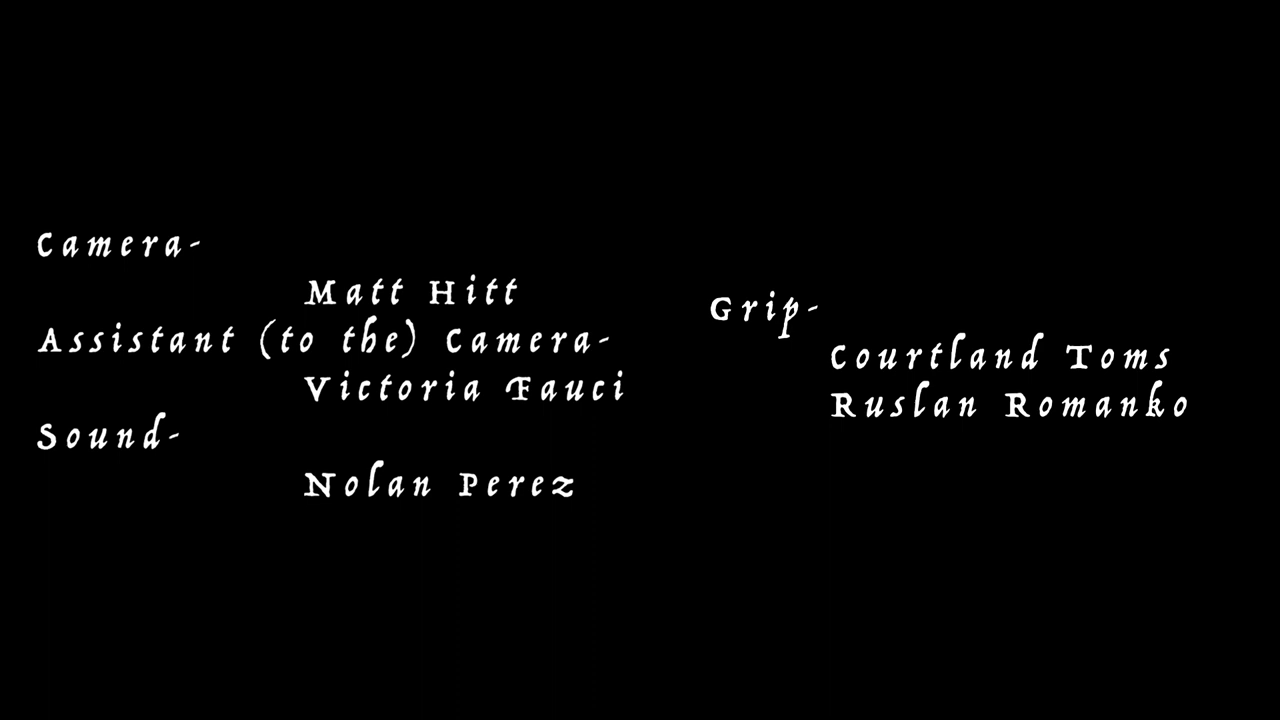 Camera-
Matt Hitt
Assistant (to the) Camera-
Victoria Fauci
Sound-
Nolan Perez
Grip-
Courtland Toms
Ruslan Romanko